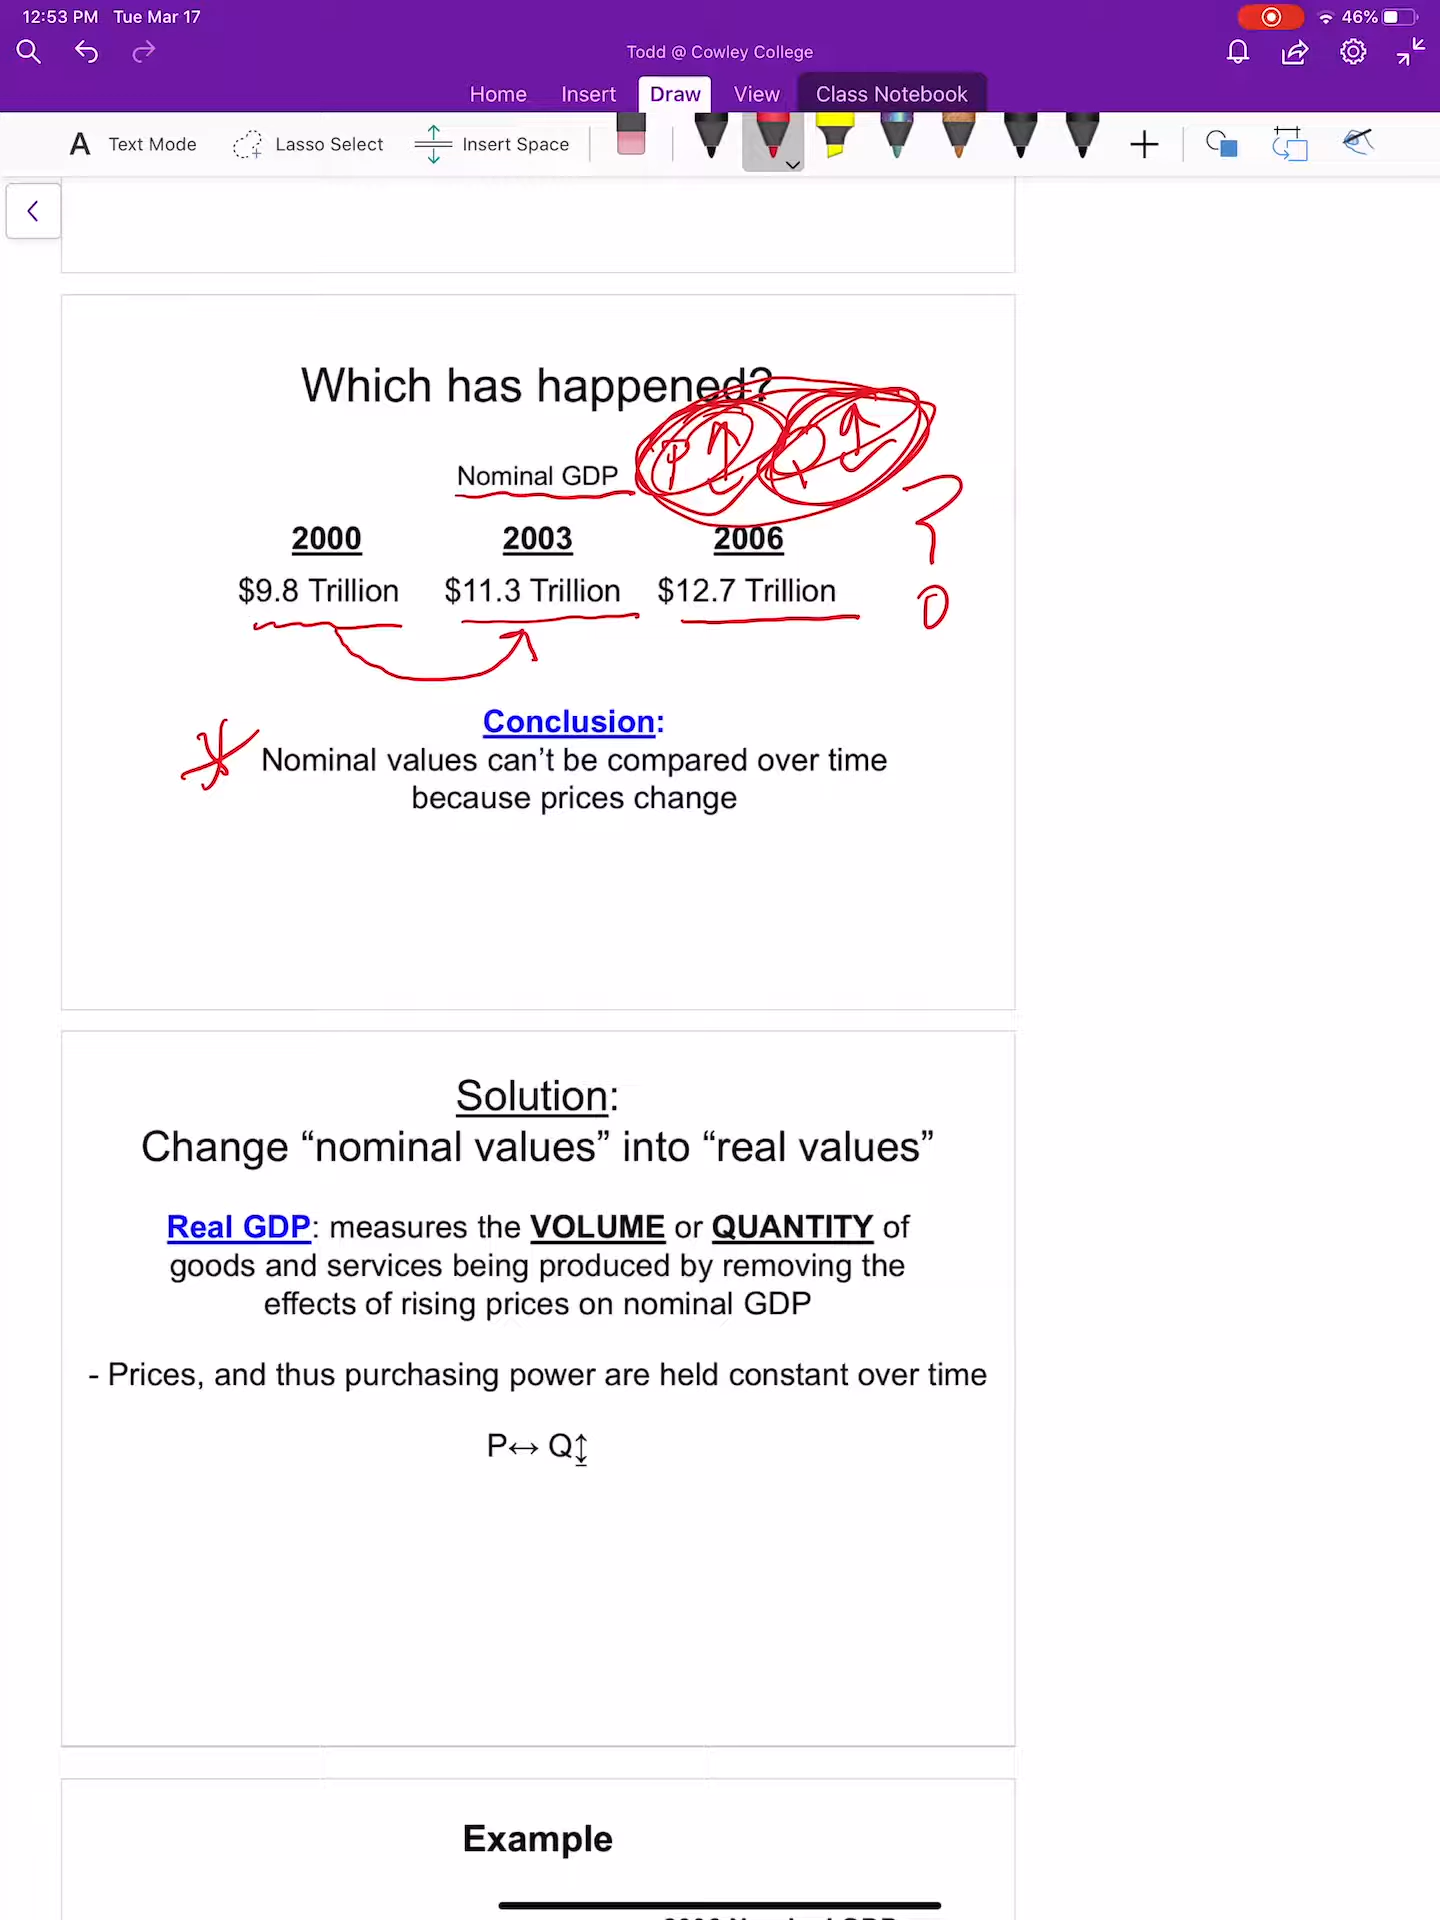 12:53 PM Tue Mar 17
46%
Todd @ Cowley College
Home Insert Draw View Class Notebook
A Text Mode Lasso Select Insert Space
Which has happened?
P↑ Q↑
Nominal GDP
?
2000 2003 2006
$9.8 Trillion $11.3 Trillion $12.7 Trillion
Conclusion:
Nominal values can’t be compared over time
because prices change
Solution:
Change “nominal values” into “real values”
Real GDP: measures the VOLUME or QUANTITY of
goods and services being produced by removing the
effects of rising prices on nominal GDP
- Prices, and thus purchasing power are held constant over time
P↔ Q↕
Example